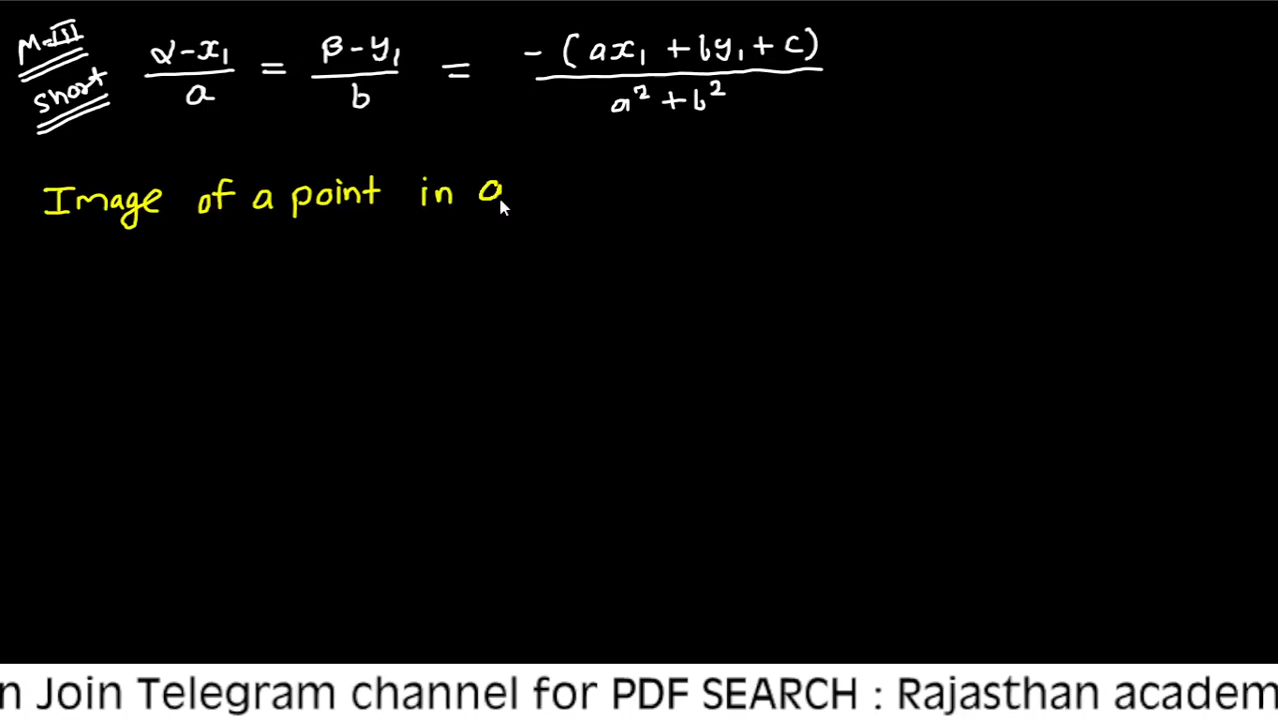 M-III
Short
α-x₁/a = β-y₁/b = -(ax₁+by₁+c)/a²+b²
Image of a point in a
n Join Telegram channel for PDF SEARCH : Rajasthan academ